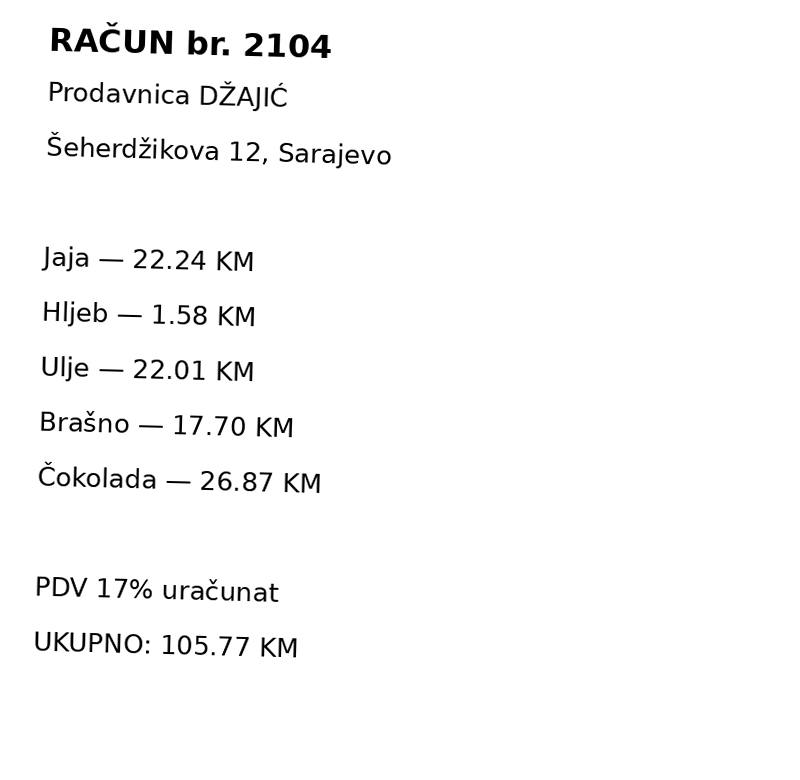 RAČUN br. 2104
Prodavnica DŽAJIĆ
Šeherdžikova 12, Sarajevo
Jaja — 22.24 KM
Hljeb — 1.58 KM
Ulje — 22.01 KM
Brašno — 17.70 KM
Čokolada — 26.87 KM
PDV 17% uračunat
UKUPNO: 105.77 KM